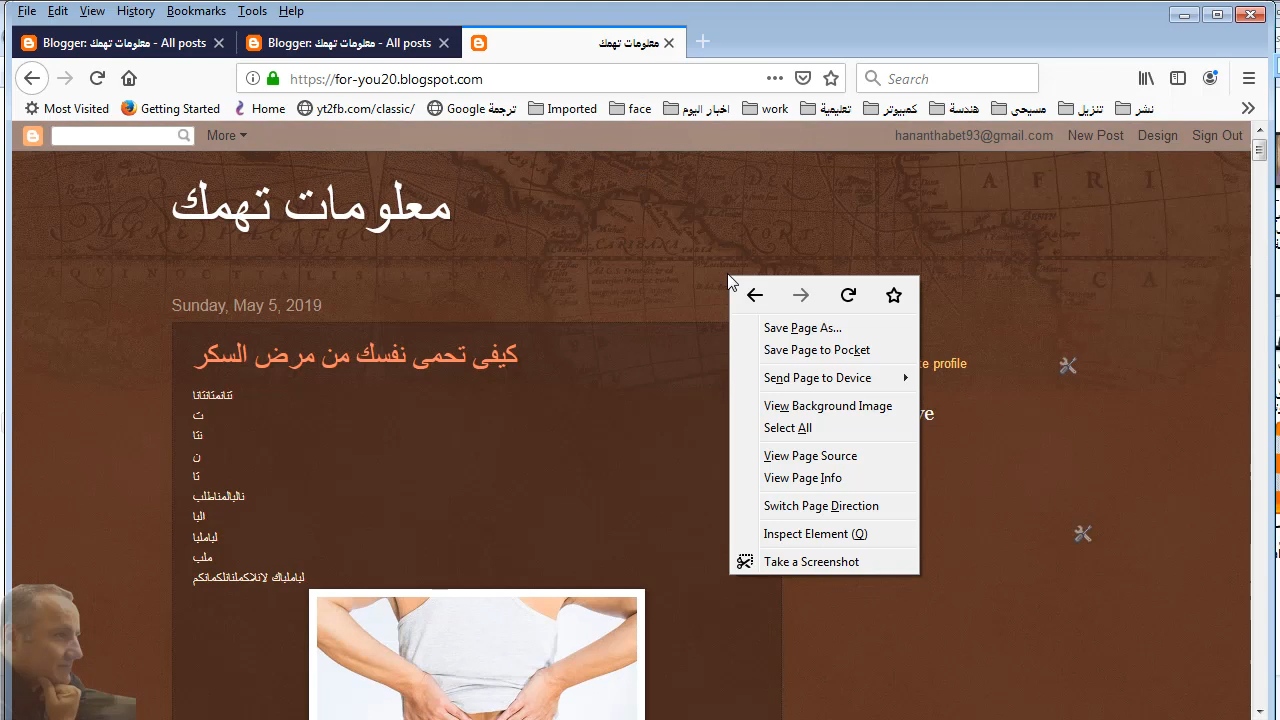 File Edit View History Bookmarks Tools Help
Blogger: معلومات تهمك - All posts
Blogger: معلومات تهمك - All posts
معلومات تهمك
https://for-you20.blogspot.com
Search
Most Visited
Getting Started
Home
yt2fb.com/classic/
Google ترجمة
Imported
face
اخبار اليوم
work
تعليمية
كمبيوتر
هندسة
مسيحى
تنزيل
نشر
More
hananthabet93@gmail.com
New Post
Design
Sign Out
A F R I
معلومات تهمك
CARIBANA
C A
Sunday, May 5, 2019
كيفى تحمى نفسك من مرض السكر
ت
ن
تا
نالبالمناطلب
البا
لباملبا
ملب
Save Page As...
Save Page to Pocket
Send Page to Device
View Background Image
Select All
View Page Source
View Page Info
Switch Page Direction
Inspect Element (Q)
Take a Screenshot
e profile
ve